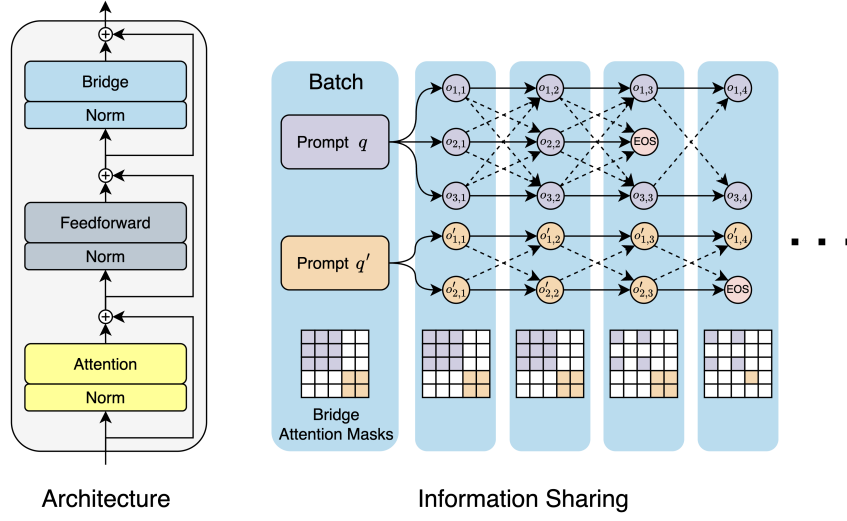 Bridge
Norm
Feedforward
Norm
Attention
Norm
Architecture
Batch
Prompt q
Prompt q′
Bridge
Attention Masks
o1,1 o1,2 o1,3 o1,4
o2,1 o2,2 EOS
o3,1 o3,2 o3,3 o3,4
o′1,1 o′1,2 o′1,3 o′1,4
o′2,1 o′2,2 o′2,3 EOS
. . .
Information Sharing